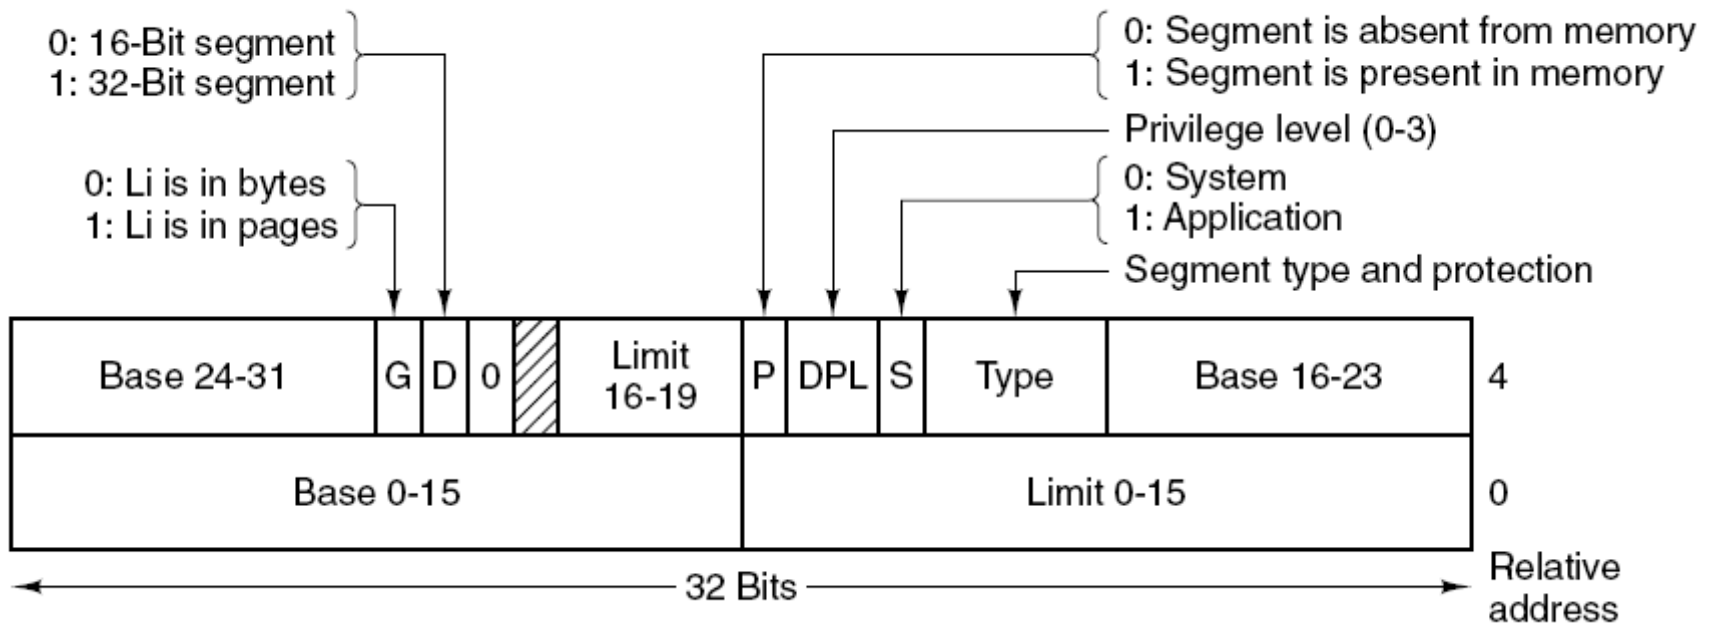 0: 16-Bit segment
1: 32-Bit segment
0: Li is in bytes
1: Li is in pages
0: Segment is absent from memory
1: Segment is present in memory
Privilege level (0-3)
0: System
1: Application
Segment type and protection
Base 24-31
G
D
0
Limit
16-19
P
DPL
S
Type
Base 16-23
4
Base 0-15
Limit 0-15
0
32 Bits
Relative
address